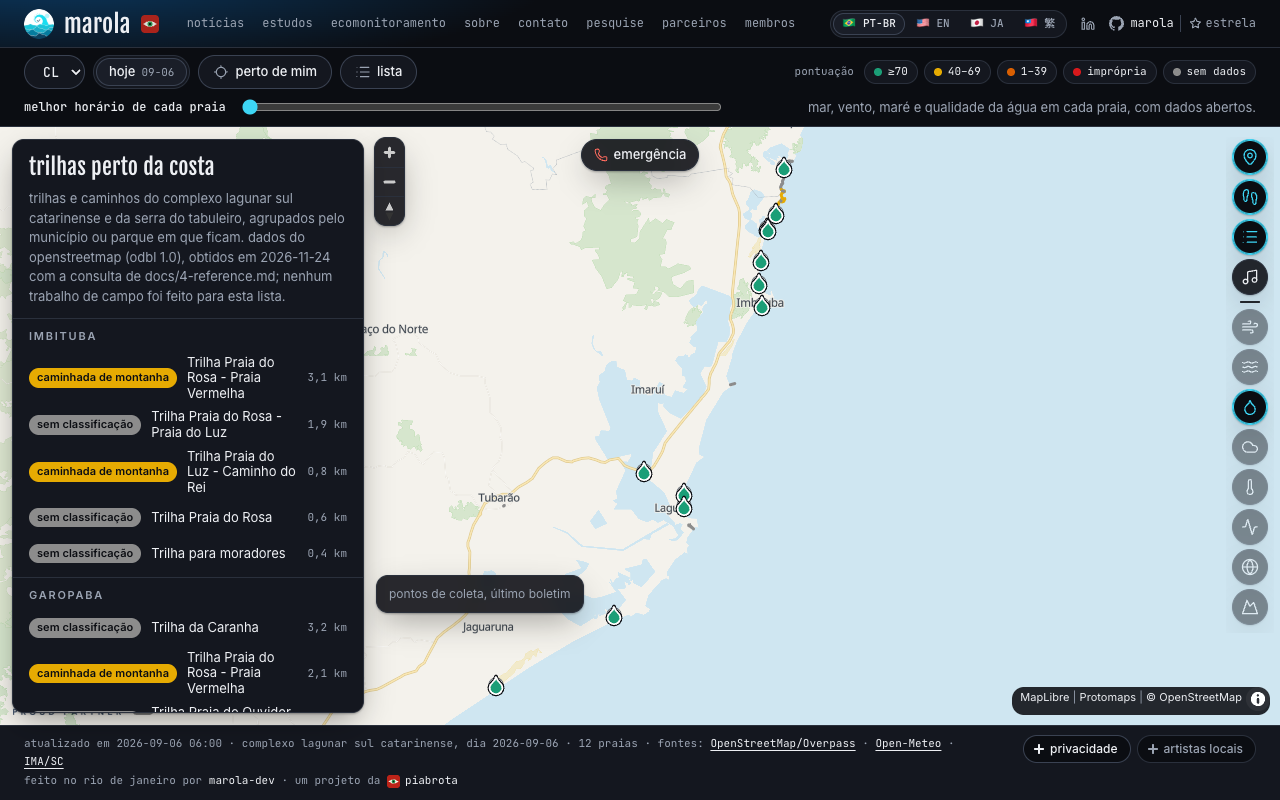 marola
notícias estudos ecomonitoramento sobre contato pesquise parceiros membros
PT-BR EN JA 繁
marola estrela
CL hoje 09-06 perto de mim lista
pontuação ≥70 40–69 1–39 imprópria sem dados
melhor horário de cada praia
mar, vento, maré e qualidade da água em cada praia, com dados abertos.
trilhas perto da costa
trilhas e caminhos do complexo lagunar sul
catarinense e da serra do tabuleiro, agrupados pelo
município ou parque em que ficam. dados do
openstreetmap (odbl 1.0), obtidos em 2026-11-24
com a consulta de docs/4-reference.md; nenhum
trabalho de campo foi feito para esta lista.
IMBITUBA
caminhada de montanha Trilha Praia do
Rosa - Praia
Vermelha 3,1 km
sem classificação Trilha Praia do Rosa -
Praia do Luz 1,9 km
caminhada de montanha Trilha Praia do
Luz - Caminho do
Rei 0,8 km
sem classificação Trilha Praia do Rosa 0,6 km
sem classificação Trilha para moradores 0,4 km
GAROPABA
sem classificação Trilha da Caranha 3,2 km
caminhada de montanha Trilha Praia do
Rosa - Praia
Vermelha 2,1 km
Trilha Praia do Ouvidor
emergência
aço do Norte
Imaruí
Tubarão
Jaguaruna
pontos de coleta, último boletim
MapLibre | Protomaps | © OpenStreetMap
atualizado em 2026-09-06 06:00 · complexo lagunar sul catarinense, dia 2026-09-06 · 12 praias · fontes: OpenStreetMap/Overpass · Open-Meteo ·
IMA/SC
feito no rio de janeiro por marola-dev · um projeto da piabrota
privacidade
artistas locais